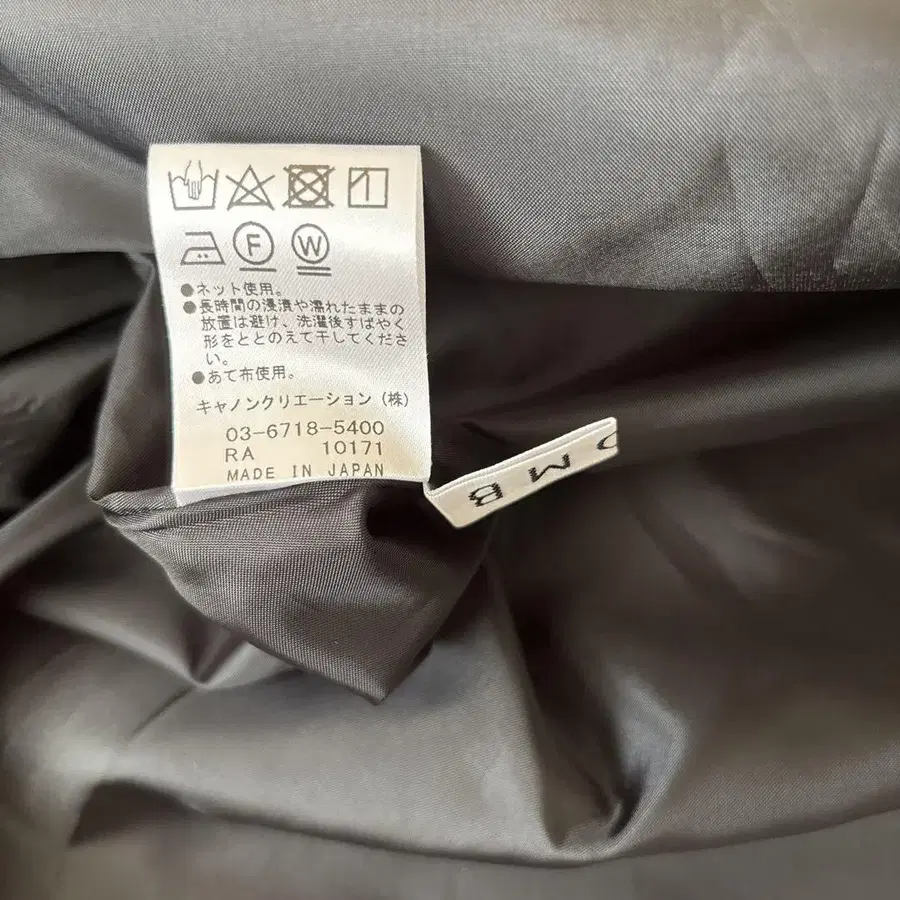 F W
●ネット使用。
●長時間の浸漬や濡れたままの
放置は避け、洗濯後すばやく
形をととのえて干してくださ
い。
●あて布使用。
キャノンクリエーション(株)
03-6718-5400
RA 10171
MADE IN JAPAN
B M